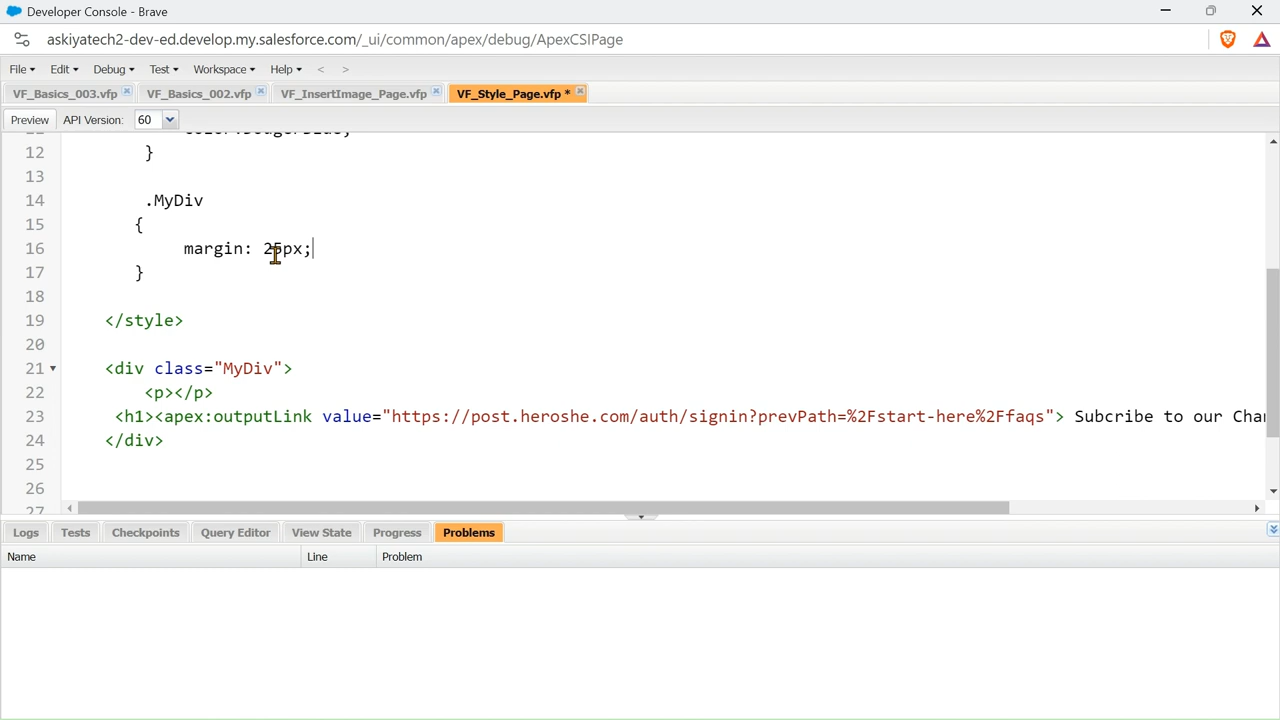 Developer Console - Brave
askiyatech2-dev-ed.develop.my.salesforce.com/_ui/common/apex/debug/ApexCSIPage
File Edit Debug Test Workspace Help < >
VF_Basics_003.vfp VF_Basics_002.vfp VF_InsertImage_Page.vfp VF_Style_Page.vfp *
Preview API Version: 60
12 }
13
14 .MyDiv
15 {
16 margin: 25px;
17 }
18
19 </style>
20
21 <div class="MyDiv">
22 <p></p>
23 <h1><apex:outputLink value="https://post.heroshe.com/auth/signin?prevPath=%2Fstart-here%2Ffaqs"> Subcribe to our
24 </div>
25
26
27
Logs Tests Checkpoints Query Editor View State Progress Problems
Name Line Problem